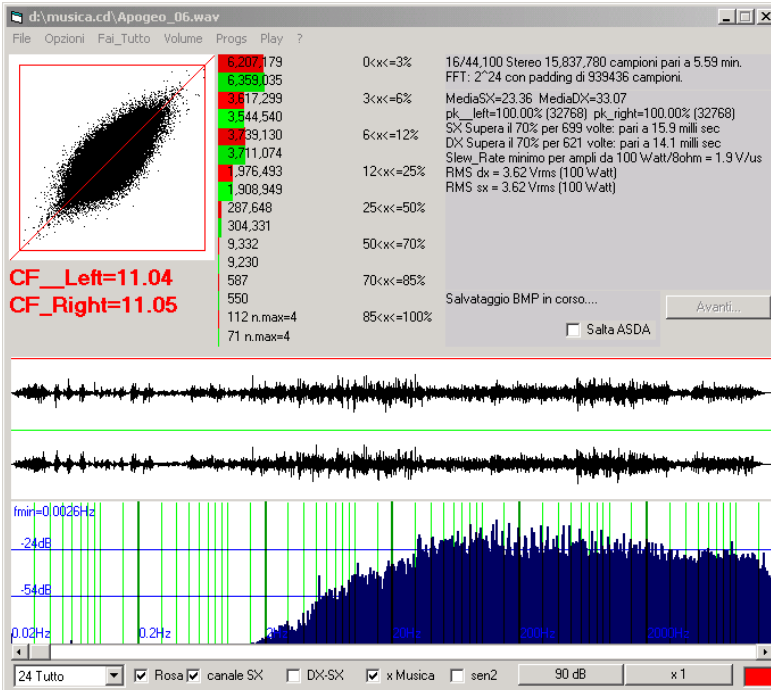 d:\musica.cd\Apogeo_06.wav
File Opzioni Fai_Tutto Volume Progs Play ?
6,207,179 0<x<=3%
6,359,035
3,617,299 3<x<=6%
3,544,540
3,739,130 6<x<=12%
3,711,074
1,976,493 12<x<=25%
1,908,949
287,648 25<x<=50%
304,331
9,332 50<x<=70%
9,230
587 70<x<=85%
550
112 n.max=4 85<x<=100%
71 n.max=4
16/44,100 Stereo 15,837,780 campioni pari a 5.59 min.
FFT: 2^24 con padding di 939436 campioni.
MediaSX=23.36 MediaDX=33.07
pk__left=100.00% (32768) pk_right=100.00% (32768)
SX Supera il 70% per 699 volte: pari a 15.9 milli sec
DX Supera il 70% per 621 volte: pari a 14.1 milli sec
Slew_Rate minimo per ampli da 100 Watt/8ohm = 1.9 V/us
RMS dx = 3.62 Vrms (100 Watt)
RMS sx = 3.62 Vrms (100 Watt)
CF__Left=11.04
CF_Right=11.05
Salvataggio BMP in corso....
Avanti...
Salta ASDA
fmin=0.0026Hz
-24dB
-54dB
0.02Hz 0.2Hz 2Hz 20Hz 200Hz 2000Hz
24 Tutto Rosa canale SX DX-SX x Musica sen2 90 dB x 1